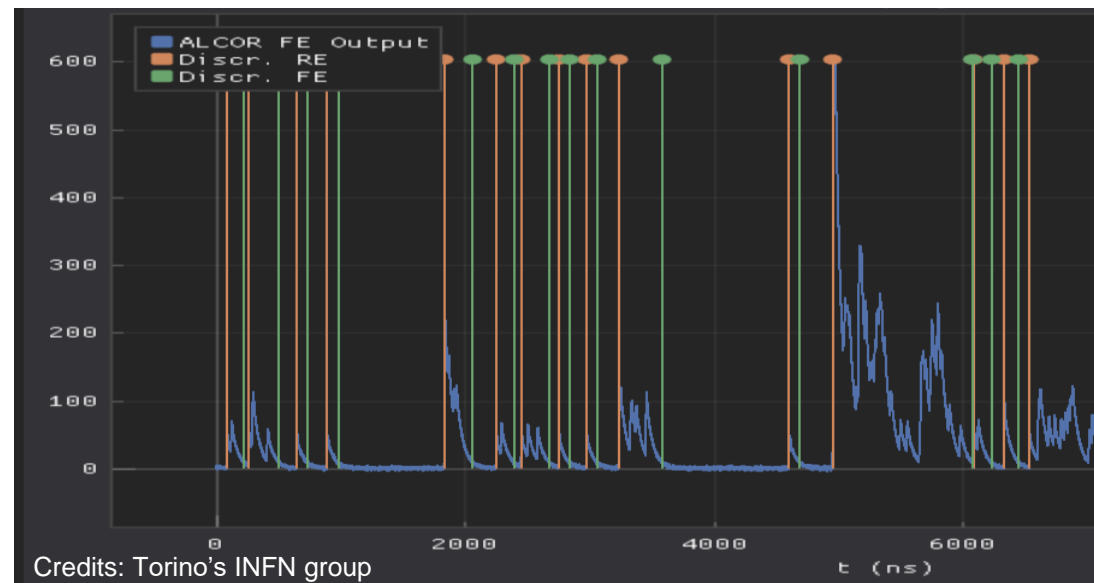 ALCOR FE Output
Discr. RE
Discr. FE
600
500
400
300
200
100
0
0 2000 4000 6000
t (ns)
Credits: Torino's INFN group